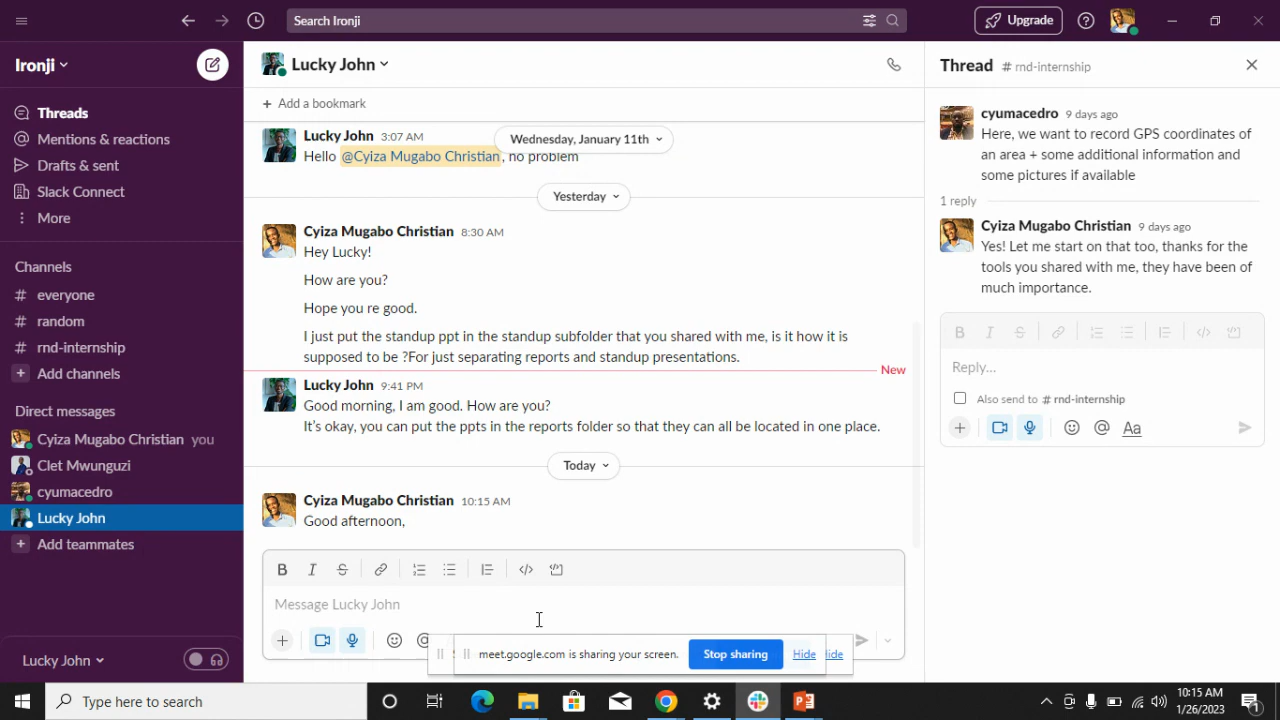 Search Ironji
Upgrade
Ironji
Threads
Mentions & reactions
Drafts & sent
Slack Connect
More
Channels
# everyone
# random
# rnd-internship
+ Add channels
Direct messages
Cyiza Mugabo Christian you
Clet Mwunguzi
cyumacedro
Lucky John
+ Add teammates
Lucky John
Lucky John
+ Add a bookmark
Wednesday, January 11th
Lucky John 3:07 AM
Hello @Cyiza Mugabo Christian, no problem
Yesterday
Cyiza Mugabo Christian 8:30 AM
Hey Lucky!
How are you?
Hope you re good.
I just put the standup ppt in the standup subfolder that you shared with me, is it how it is
supposed to be ?For just separating reports and standup presentations.
New
Lucky John 9:41 PM
Good morning, I am good. How are you?
It's okay, you can put the ppts in the reports folder so that they can all be located in one place.
Today
Cyiza Mugabo Christian 10:15 AM
Good afternoon,
Message Lucky John
meet.google.com is sharing your screen.
Stop sharing
Hide
lide
Thread # rnd-internship
cyumacedro 9 days ago
Here, we want to record GPS coordinates of
an area + some additional information and
some pictures if available
1 reply
Cyiza Mugabo Christian 9 days ago
Yes! Let me start on that too, thanks for the
tools you shared with me, they have been of
much importance.
Reply...
Also send to # rnd-internship
Aa
Type here to search
10:15 AM
1/26/2023